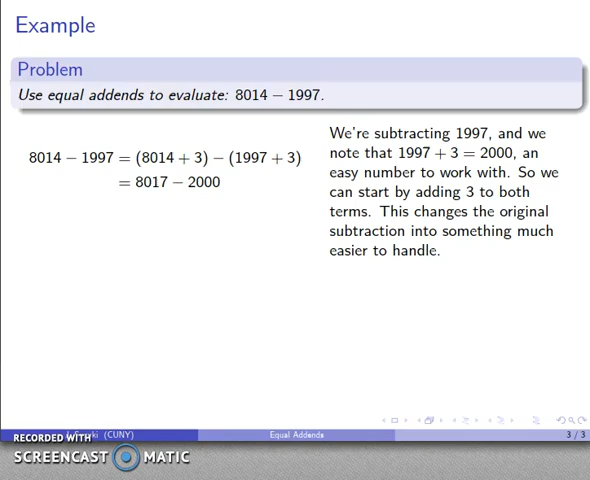 Example
Problem
Use equal addends to evaluate: 8014 − 1997.
8014 − 1997 = (8014 + 3) − (1997 + 3)
= 8017 − 2000
We're subtracting 1997, and we
note that 1997 + 3 = 2000, an
easy number to work with. So we
can start by adding 3 to both
terms. This changes the original
subtraction into something much
easier to handle.
(CUNY)
Equal Addends
3 / 3
RECORDED WITH
SCREENCAST MATIC